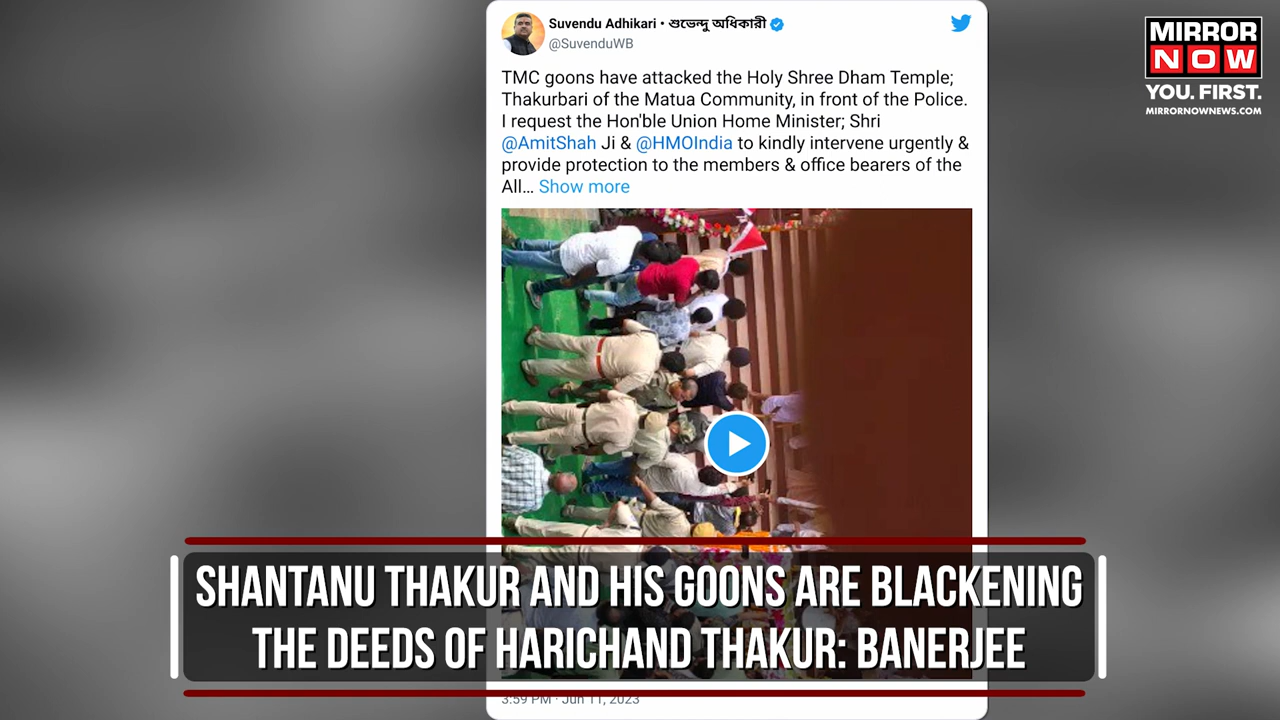 Suvendu Adhikari • শুভেন্দু অধিকারী
@SuvenduWB
TMC goons have attacked the Holy Shree Dham Temple;
Thakurbari of the Matua Community, in front of the Police.
I request the Hon'ble Union Home Minister; Shri
@AmitShah Ji & @HMOIndia to kindly intervene urgently &
provide protection to the members & office bearers of the
All... Show more
MIRROR
NOW
YOU. FIRST.
MIRRORNOWNEWS.COM
SHANTANU THAKUR AND HIS GOONS ARE BLACKENING
THE DEEDS OF HARICHAND THAKUR: BANERJEE
3:59 PM · Jun 11, 2023